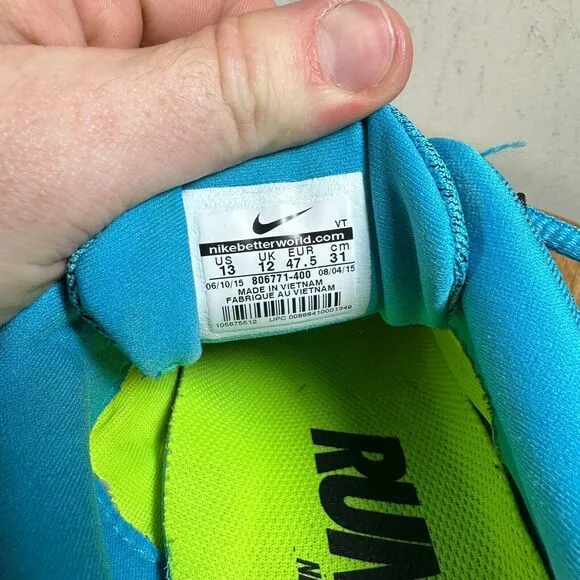 VT
nikebetterworld.com
US UK EUR cm
13 12 47.5 31
06/10/15 806771-400 08/04/15
MADE IN VIETNAM
FABRIQUE AU VIETNAM
105875512 UPC 00888410001349
RUN
N